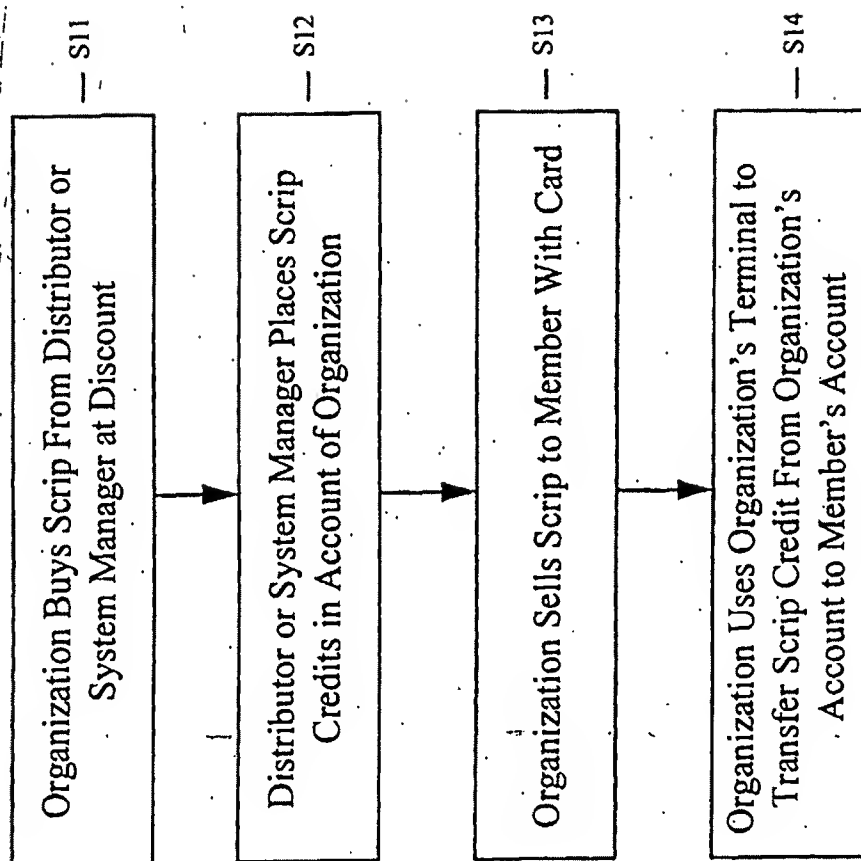 Organization Buys Scrip From Distributor or
System Manager at Discount
— S11
Distributor or System Manager Places Scrip
Credits in Account of Organization
— S12
Organization Sells Scrip to Member With Card
— S13
Organization Uses Organization's Terminal to
Transfer Scrip Credit From Organization's
Account to Member's Account
— S14